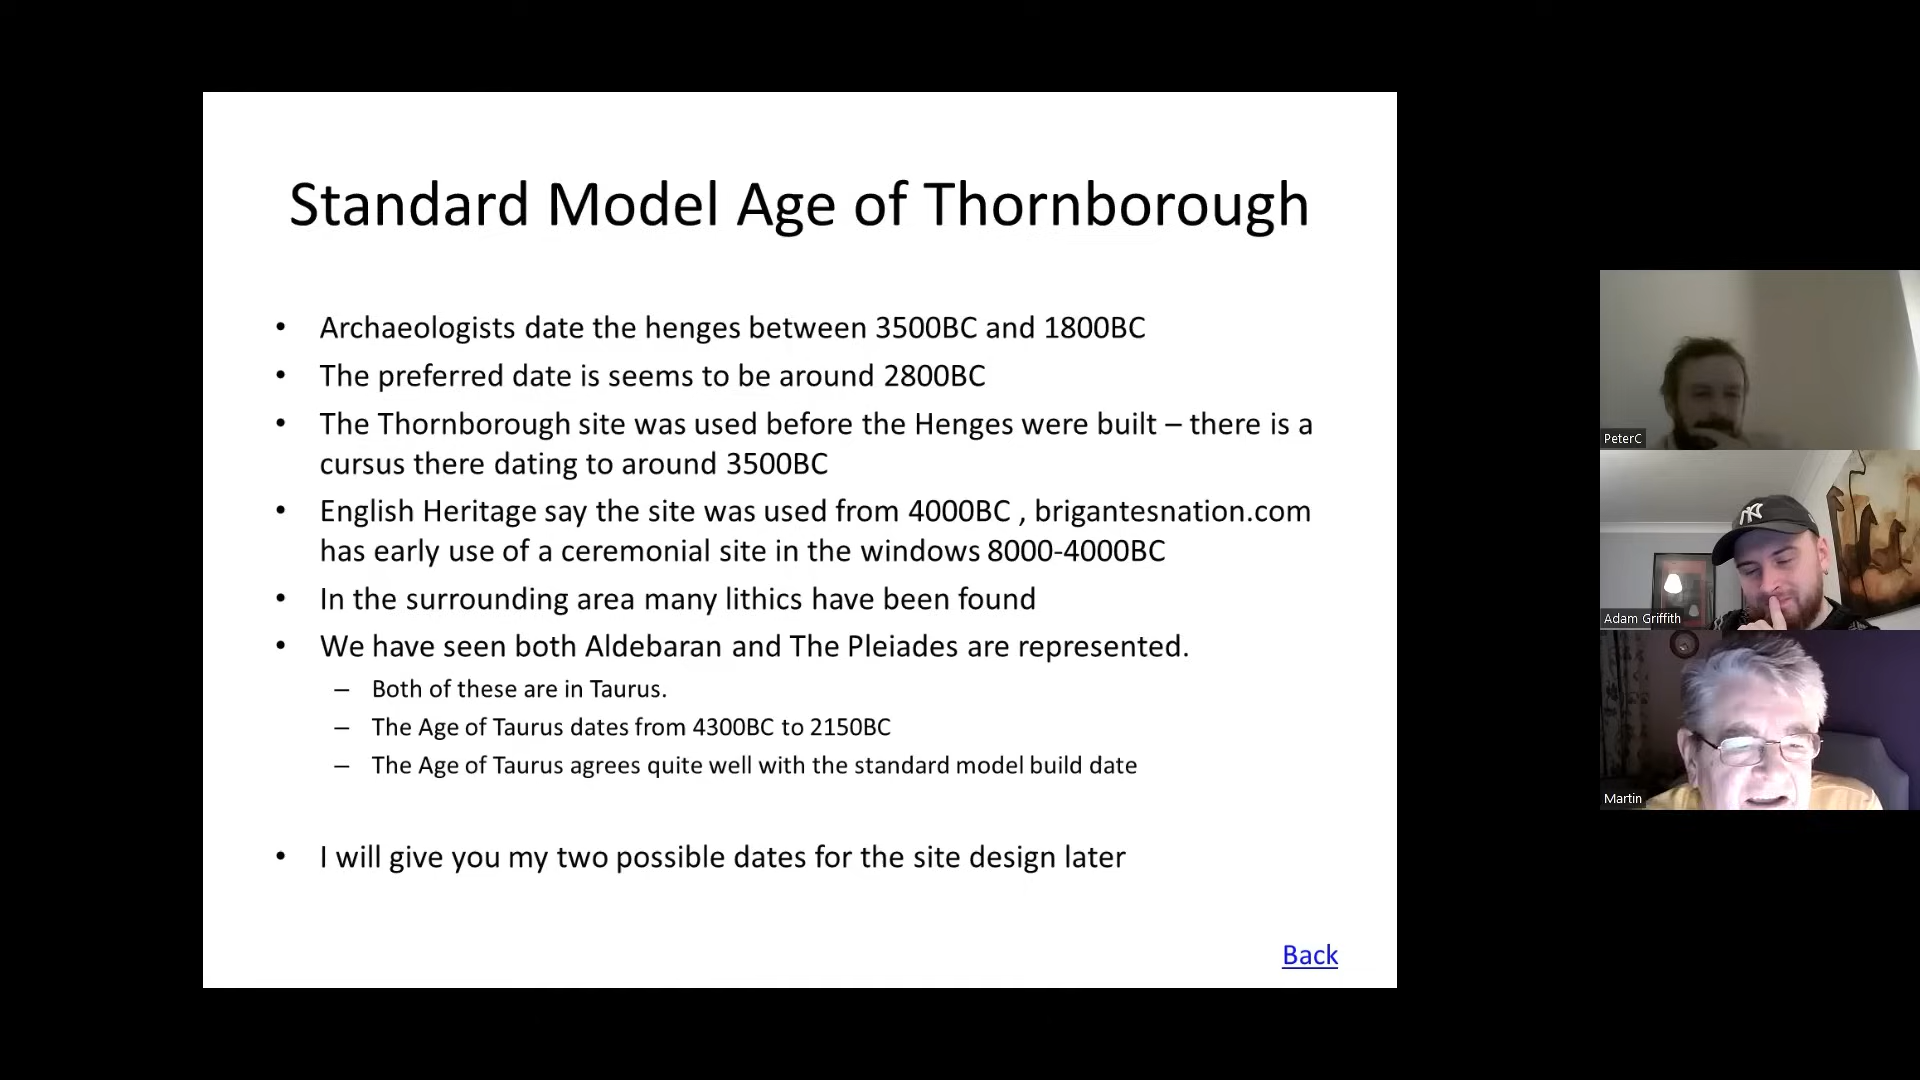 Standard Model Age of Thornborough
• Archaeologists date the henges between 3500BC and 1800BC
• The preferred date is seems to be around 2800BC
• The Thornborough site was used before the Henges were built – there is a
cursus there dating to around 3500BC
• English Heritage say the site was used from 4000BC , brigantesnation.com
has early use of a ceremonial site in the windows 8000-4000BC
• In the surrounding area many lithics have been found
• We have seen both Aldebaran and The Pleiades are represented.
– Both of these are in Taurus.
– The Age of Taurus dates from 4300BC to 2150BC
– The Age of Taurus agrees quite well with the standard model build date
• I will give you my two possible dates for the site design later
Back
PeterC
NY
Adam Griffith
Martin